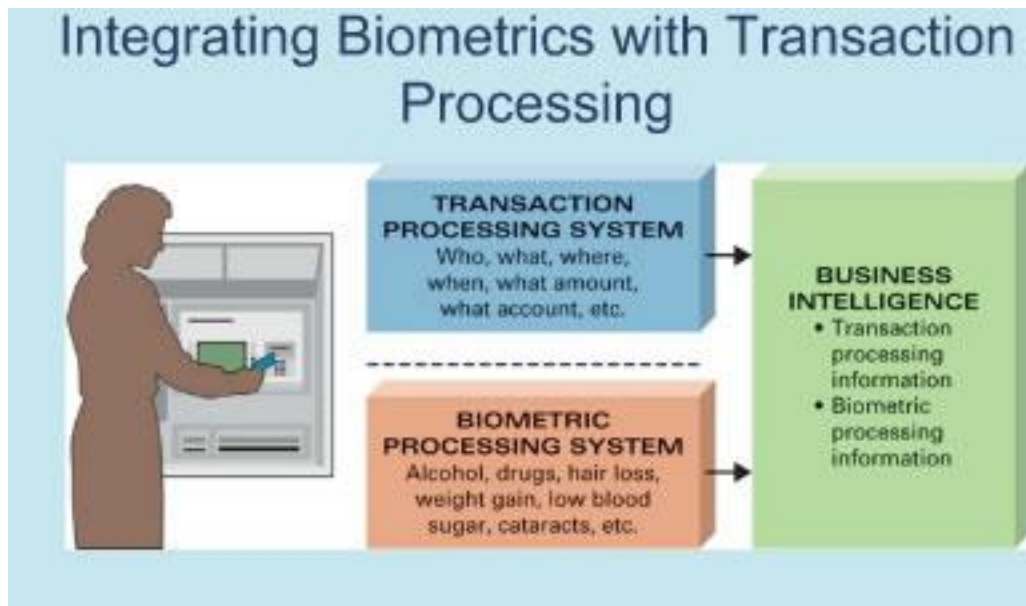 Integrating Biometrics with Transaction
Processing
TRANSACTION
PROCESSING SYSTEM
Who, what, where,
when, what amount,
what account, etc.
BIOMETRIC
PROCESSING SYSTEM
Alcohol, drugs, hair loss,
weight gain, low blood
sugar, cataracts, etc.
BUSINESS
INTELLIGENCE
• Transaction
processing
information
• Biometric
processing
information